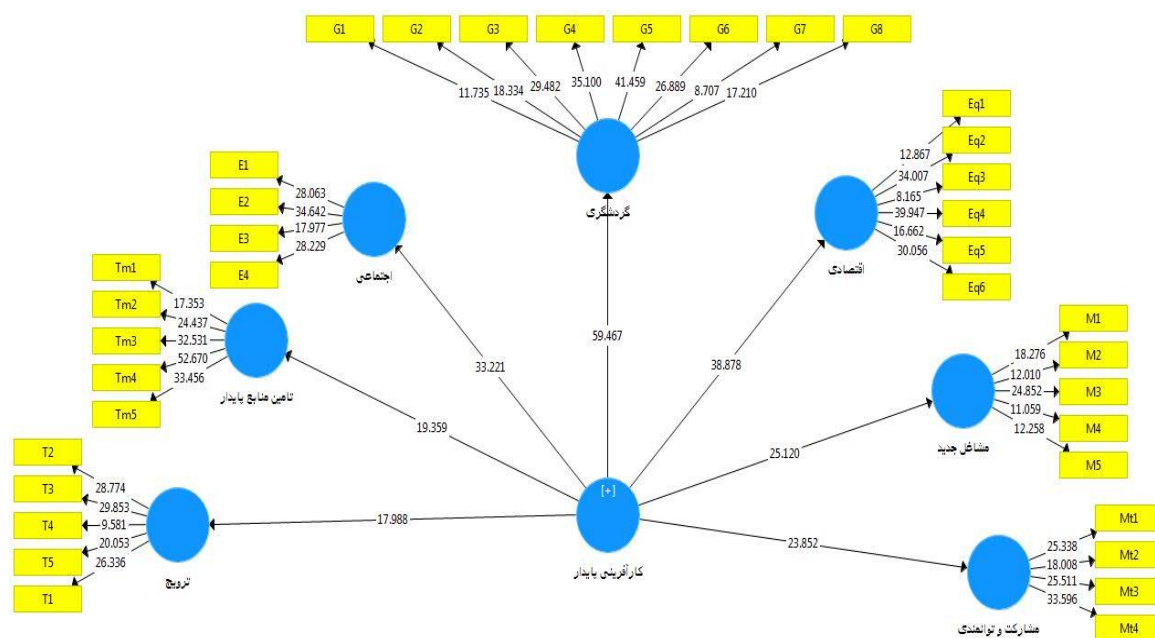 G1 G2 G3 G4 G5 G6 G7 G8
11.735 18.334 29.482 35.100 41.459 26.889 8.707 17.210
گردشگری
Eq1
Eq2
Eq3
Eq4
Eq5
Eq6
12.867
34.007
8.165
39.947
16.662
30.056
اقتصادی
E1
E2
E3
E4
28.063
34.642
17.977
28.229
اجتماعی
Tm1
Tm2
Tm3
Tm4
Tm5
17.353
24.437
32.531
52.670
33.456
تامین منابع پایدار
M1
M2
M3
M4
M5
18.276
12.010
24.852
11.059
12.258
مشاغل جدید
T2
T3
T4
T5
T1
28.774
29.853
9.581
20.053
26.336
ترویج
Mt1
Mt2
Mt3
Mt4
25.338
18.008
25.511
33.596
مشارکت و توانمندی
59.467
33.221
38.878
19.359
25.120
17.988
23.852
[+]
کارآفرینی پایدار